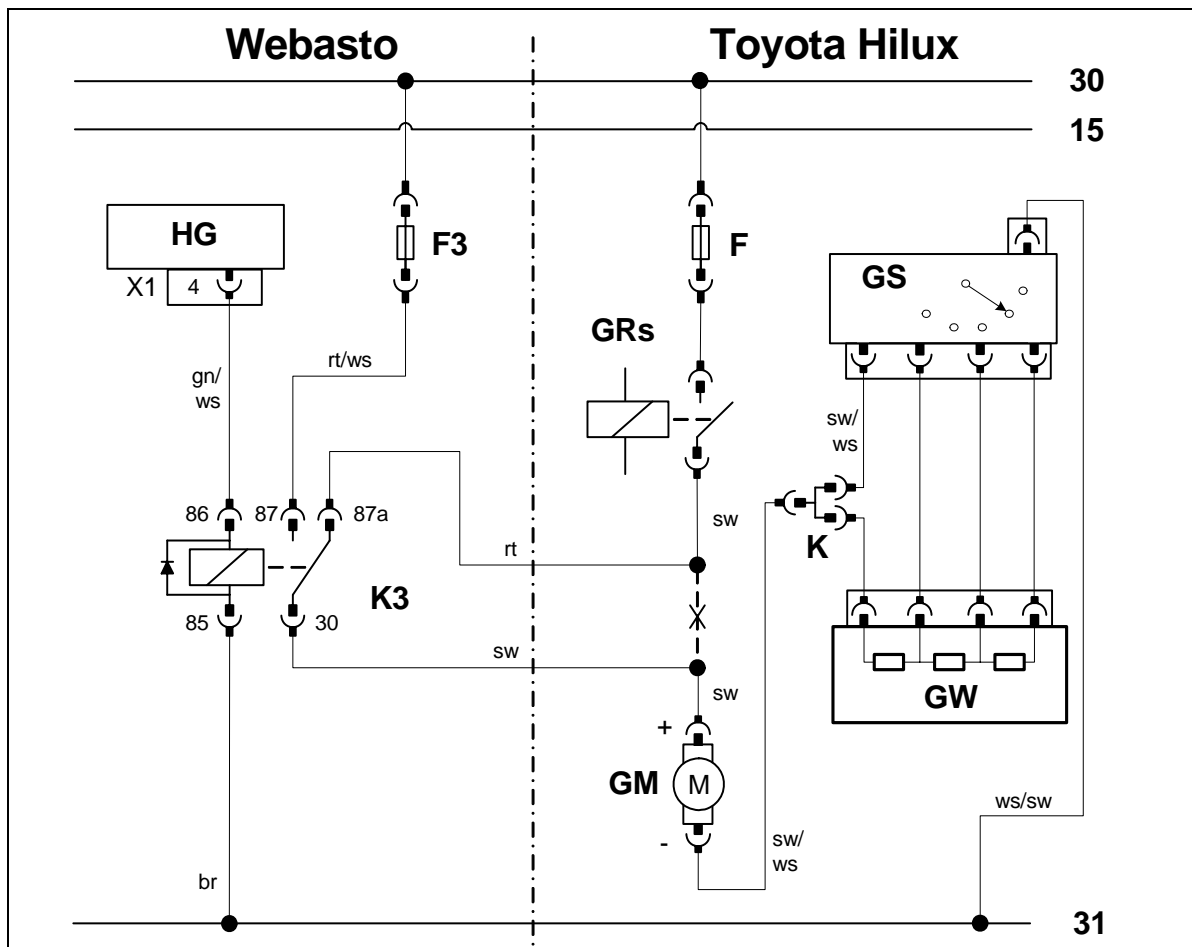 Webasto
Toyota Hilux
30
15
HG
X1
4
F3
F
GS
GRs
rt/ws
gn/
ws
sw/
ws
86
87
87a
sw
K
rt
K3
85
30
sw
sw
GW
+
GM
M
-
ws/sw
sw/
ws
br
31